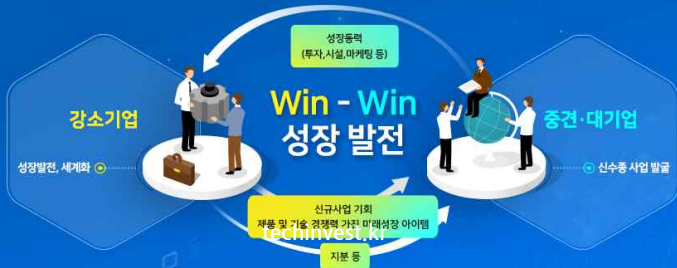 성장동력
(투자,시설,마케팅 등)
Win - Win
성장 발전
강소기업
성장발전, 세계화
중견·대기업
신수종 사업 발굴
신규사업 기회
제품 및 기술 경쟁력 가진 미래성장 아이템
techinvest.kr
지분 등